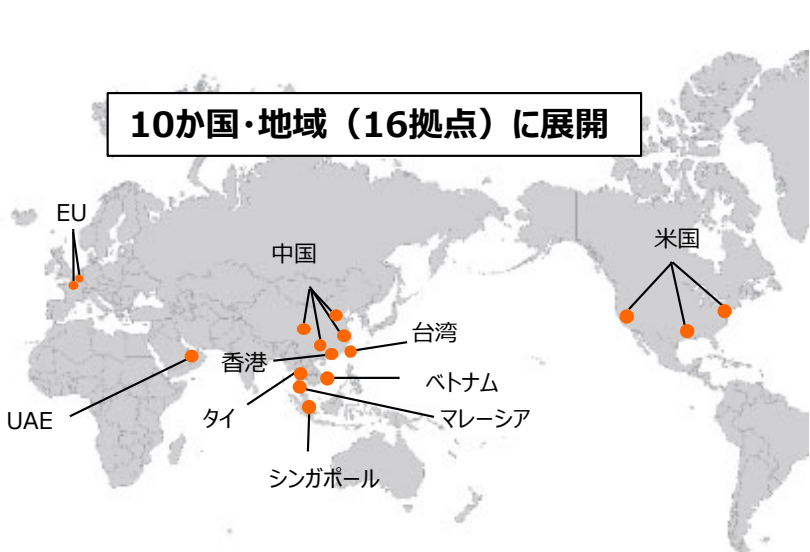 10か国・地域（16拠点）に展開
EU
中国
米国
台湾
香港
ベトナム
UAE
タイ
マレーシア
シンガポール